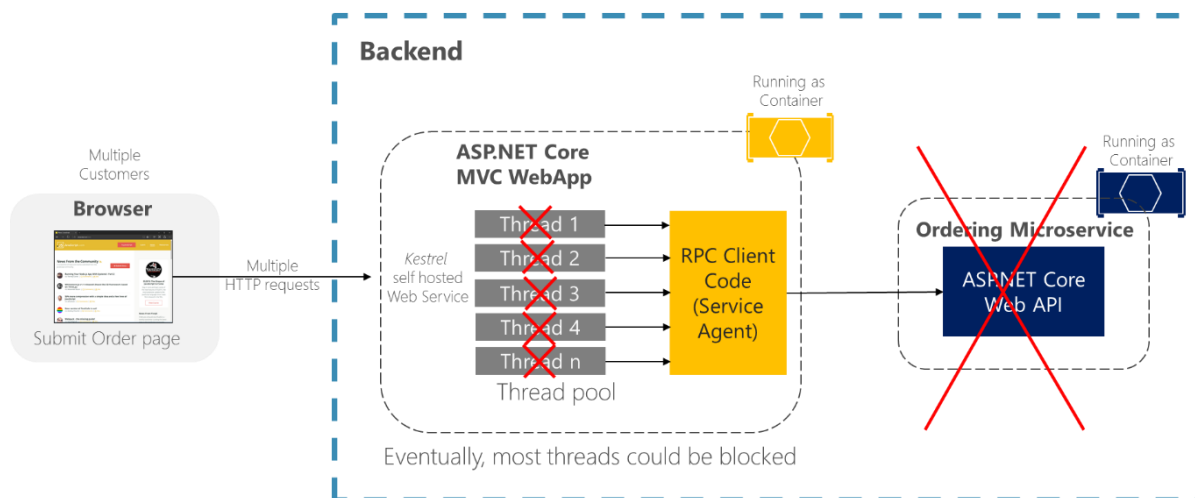 Backend
Running as
Container
ASP.NET Core
MVC WebApp
Multiple
Customers
Browser
Submit Order page
Multiple
HTTP requests
Kestrel
self hosted
Web Service
Thread 1
Thread 2
Thread 3
Thread 4
Thread n
Thread pool
RPC Client
Code
(Service
Agent)
Running as
Container
Ordering Microservice
ASP.NET Core
Web API
Eventually, most threads could be blocked